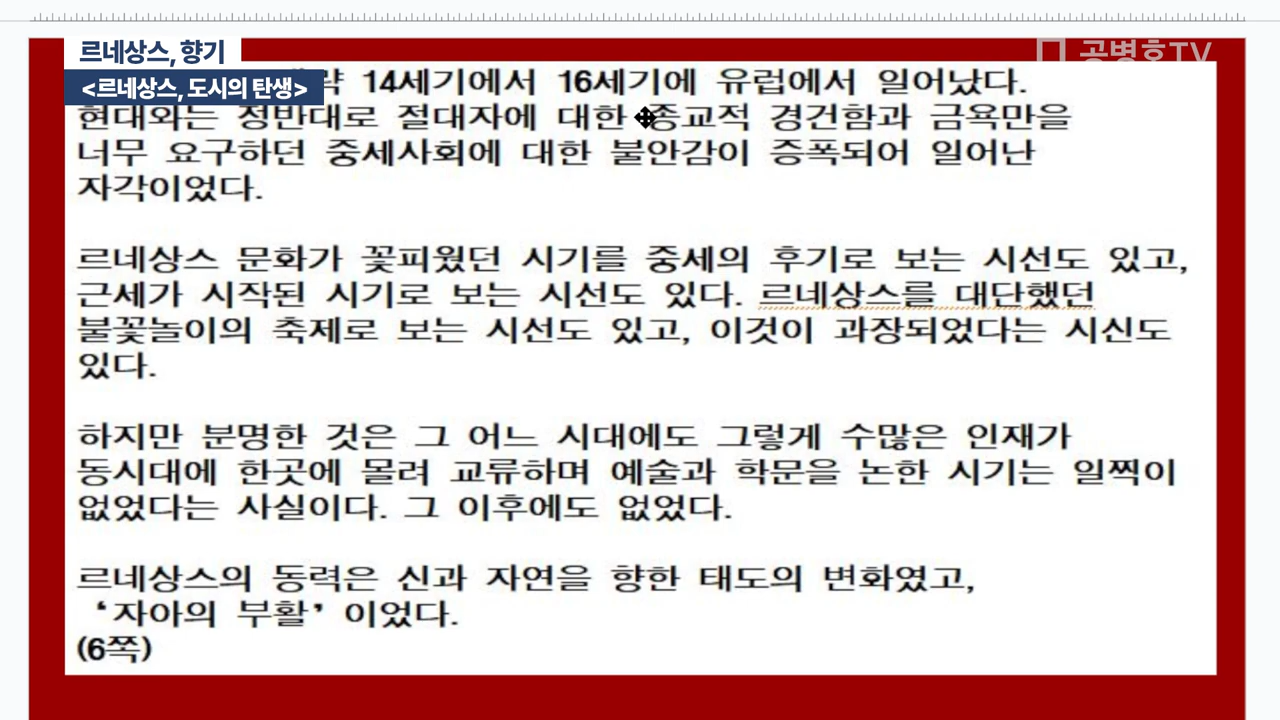 르네상스, 향기
공병호TV
<르네상스, 도시의 탄생>
14세기에서 16세기에 유럽에서 일어났다.
현대와는 정반대로 절대자에 대한 종교적 경건함과 금욕만을
너무 요구하던 중세사회에 대한 불안감이 증폭되어 일어난
자각이었다.
르네상스 문화가 꽃피웠던 시기를 중세의 후기로 보는 시선도 있고,
근세가 시작된 시기로 보는 시선도 있다. 르네상스를 대단했던
불꽃놀이의 축제로 보는 시선도 있고, 이것이 과장되었다는 시신도
있다.
하지만 분명한 것은 그 어느 시대에도 그렇게 수많은 인재가
동시대에 한곳에 몰려 교류하며 예술과 학문을 논한 시기는 일찍이
없었다는 사실이다. 그 이후에도 없었다.
르네상스의 동력은 신과 자연을 향한 태도의 변화였고,
‘자아의 부활’이었다.
(6쪽)